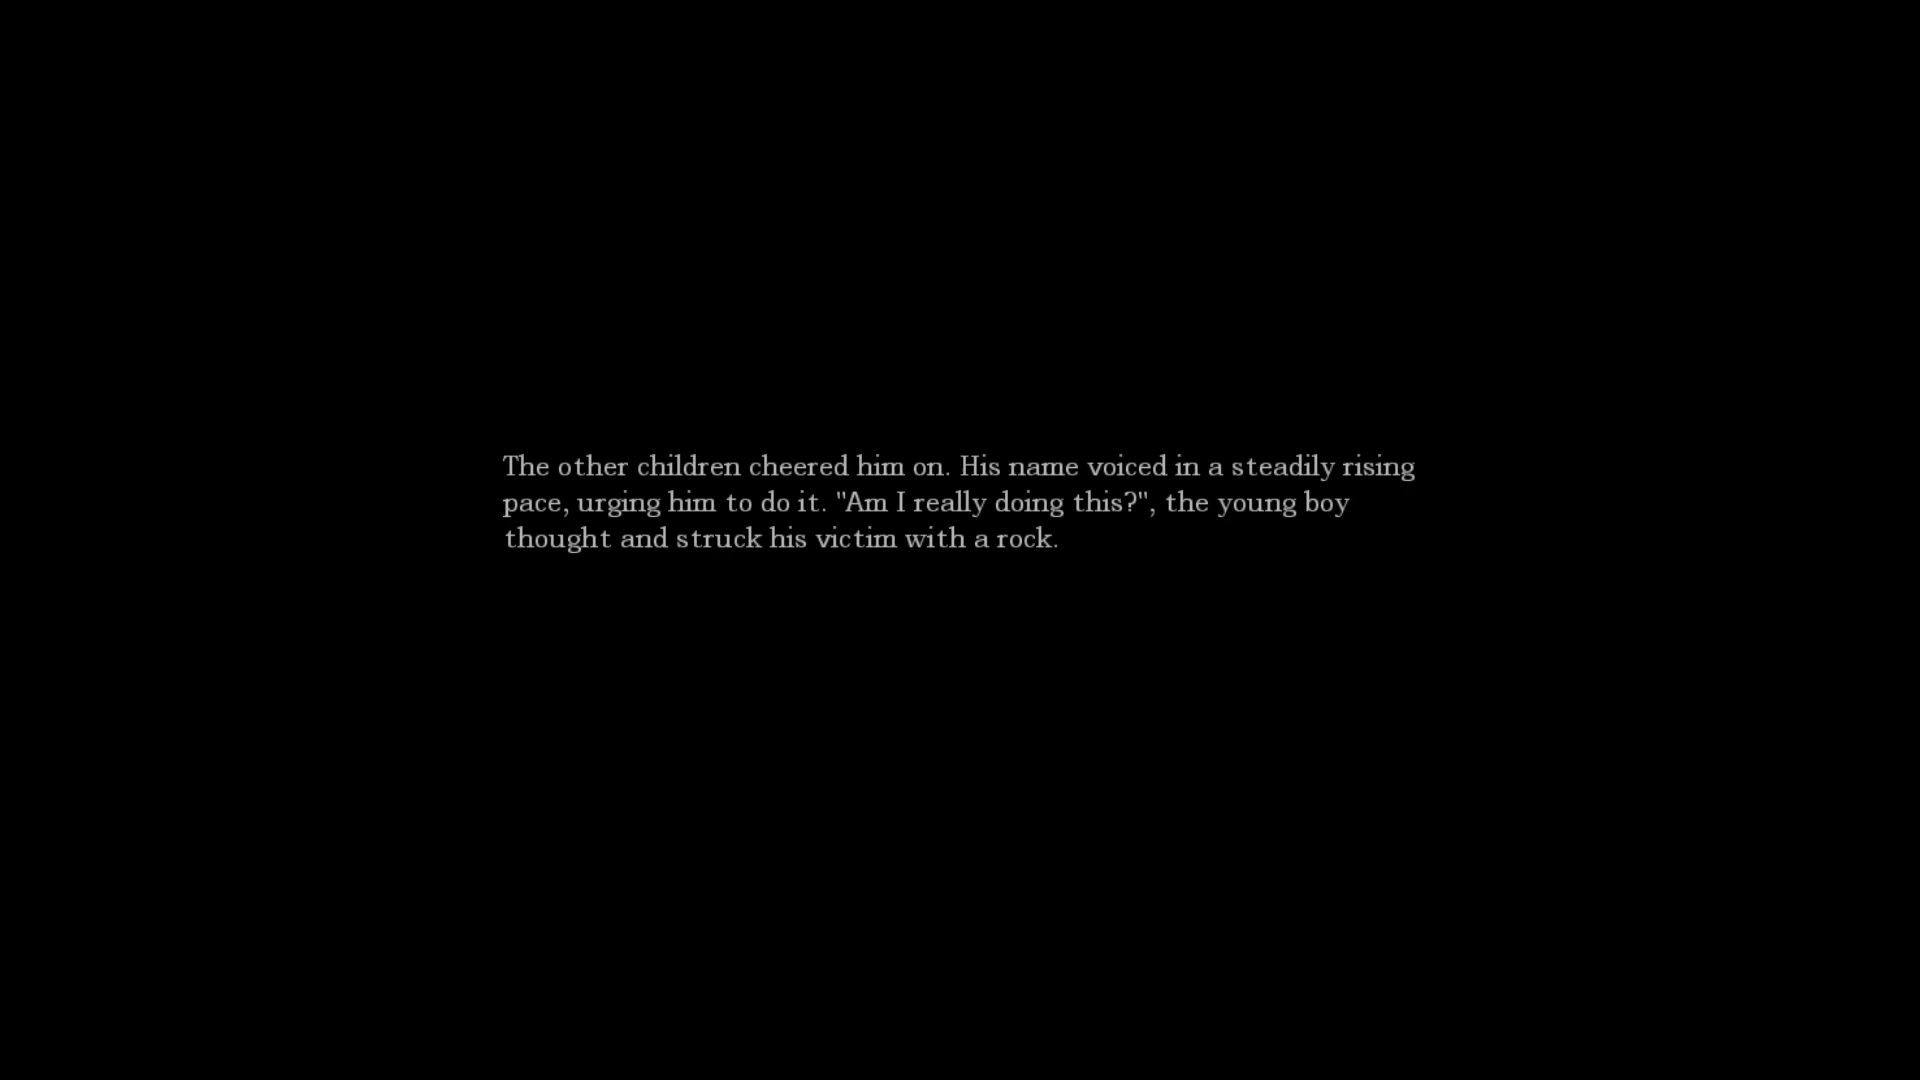 The other children cheered him on. His name voiced in a steadily rising
pace, urging him to do it. "Am I really doing this?", the young boy
thought and struck his victim with a rock.